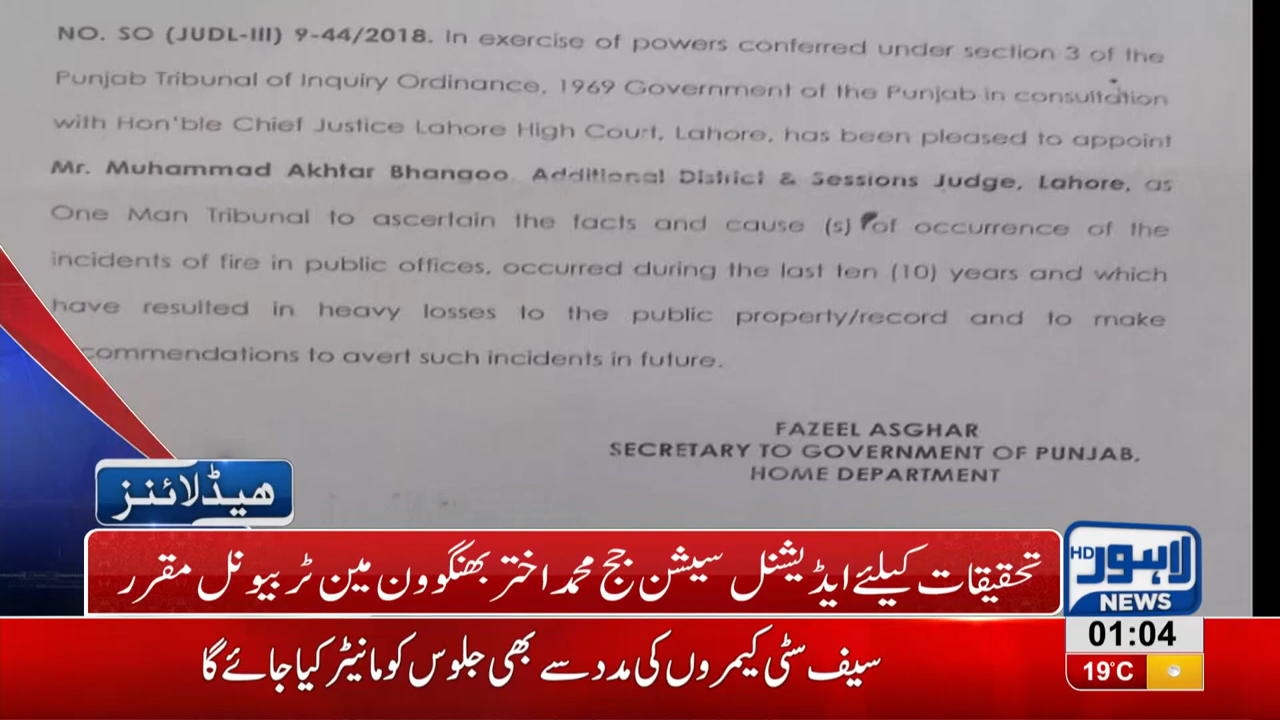 NO. SO (JUDL-III) 9-44/2018. In exercise of powers conferred under section 3 of the
Punjab Tribunal of Inquiry Ordinance, 1969 Government of the Punjab in consultation
with Hon'ble Chief Justice Lahore High Court, Lahore, has been pleased to appoint
Mr. Muhammad Akhtar Bhangoo, Additional District & Sessions Judge, Lahore, as
One Man Tribunal to ascertain the facts and cause (s) of occurrence of the
incidents of fire in public offices, occurred during the last ten (10) years and which
have resulted in heavy losses to the public property/record and to make
commendations to avert such incidents in future.
FAZEEL ASGHAR
SECRETARY TO GOVERNMENT OF PUNJAB,
HOME DEPARTMENT
ہیڈلائنز
تحقیقات کیلئے ایڈیشنل سیشن جج محمد اختر بھنگو ون مین ٹریبونل مقرر
لاہور HD
NEWS
سیف سٹی کیمروں کی مدد سے بھی جلوس کو مانیٹر کیا جائے گا
01:04
19°C